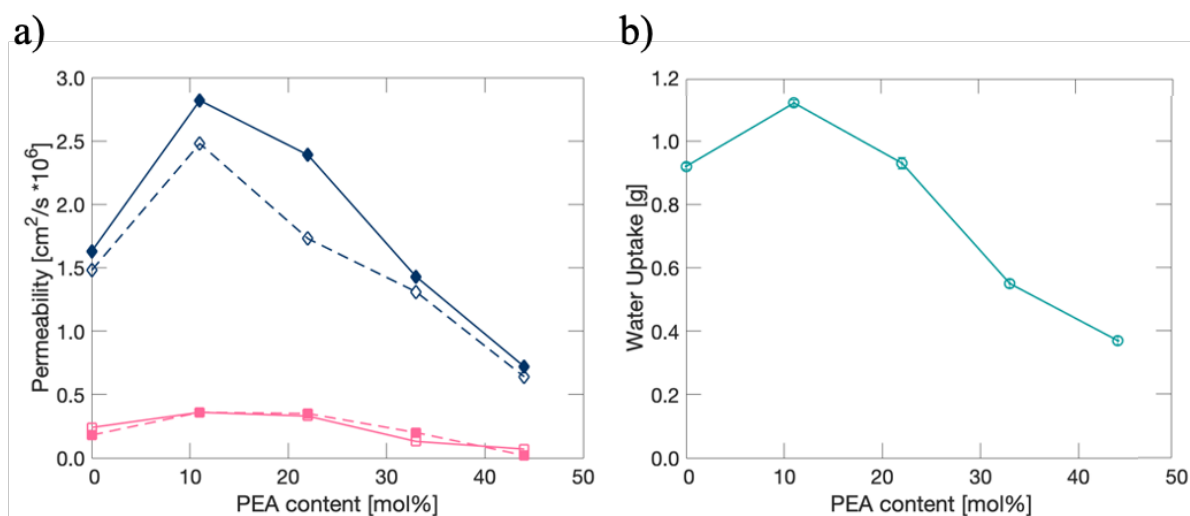 a)
3.0
2.5
2.0
1.5
1.0
0.5
0.0
Permeability [cm²/s *10⁶]
0 10 20 30 40 50
PEA content [mol%]
b)
1.2
1.0
0.8
0.6
0.4
0.2
0.0
Water Uptake [g]
0 10 20 30 40 50
PEA content [mol%]